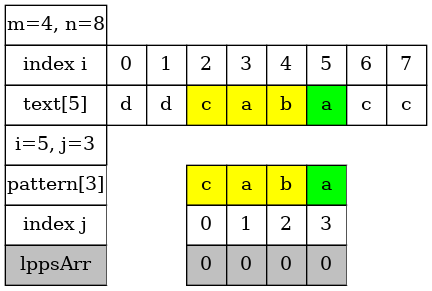 m=4, n=8
index i 0 1 2 3 4 5 6 7
text[5] d d c a b a c c
i=5, j=3
pattern[3] c a b a
index j 0 1 2 3
lppsArr 0 0 0 0